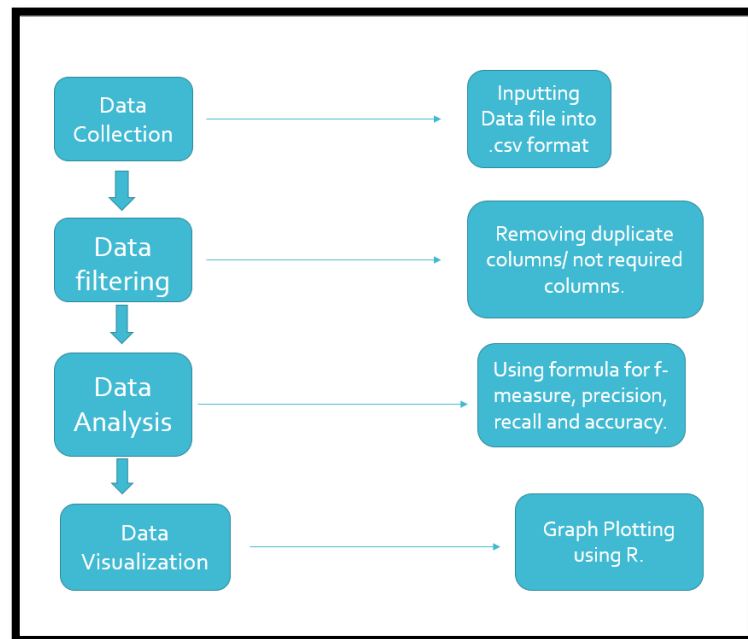 Data
Collection
Inputting
Data file into
.csv format
Data
filtering
Removing duplicate
columns/ not required
columns.
Data
Analysis
Using formula for f-
measure, precision,
recall and accuracy.
Data
Visualization
Graph Plotting
using R.